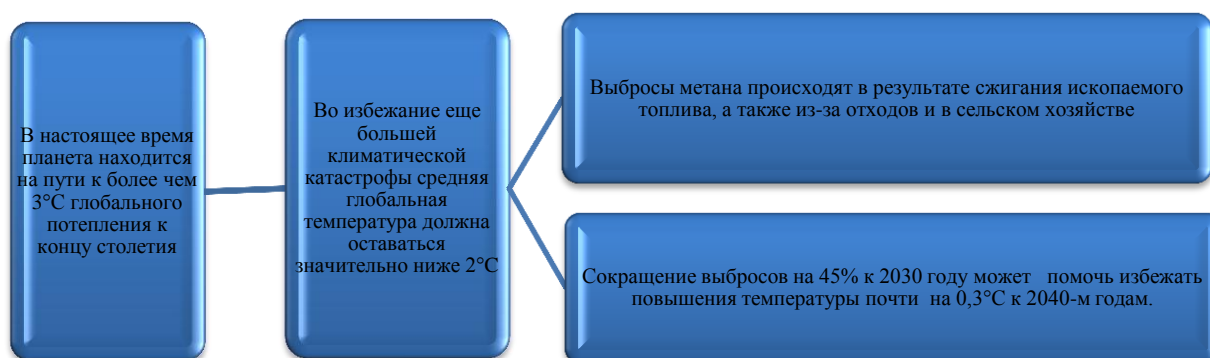 В настоящее время
планета находится
на пути к более чем
3°C глобального
потепления к
концу столетия
Во избежание еще
большей
климатической
катастрофы средняя
глобальная
температура должна
оставаться
значительно ниже 2°C
Выбросы метана происходят в результате сжигания ископаемого
топлива, а также из-за отходов и в сельском хозяйстве
Сокращение выбросов на 45% к 2030 году может помочь избежать
повышения температуры почти на 0,3°C к 2040-м годам.